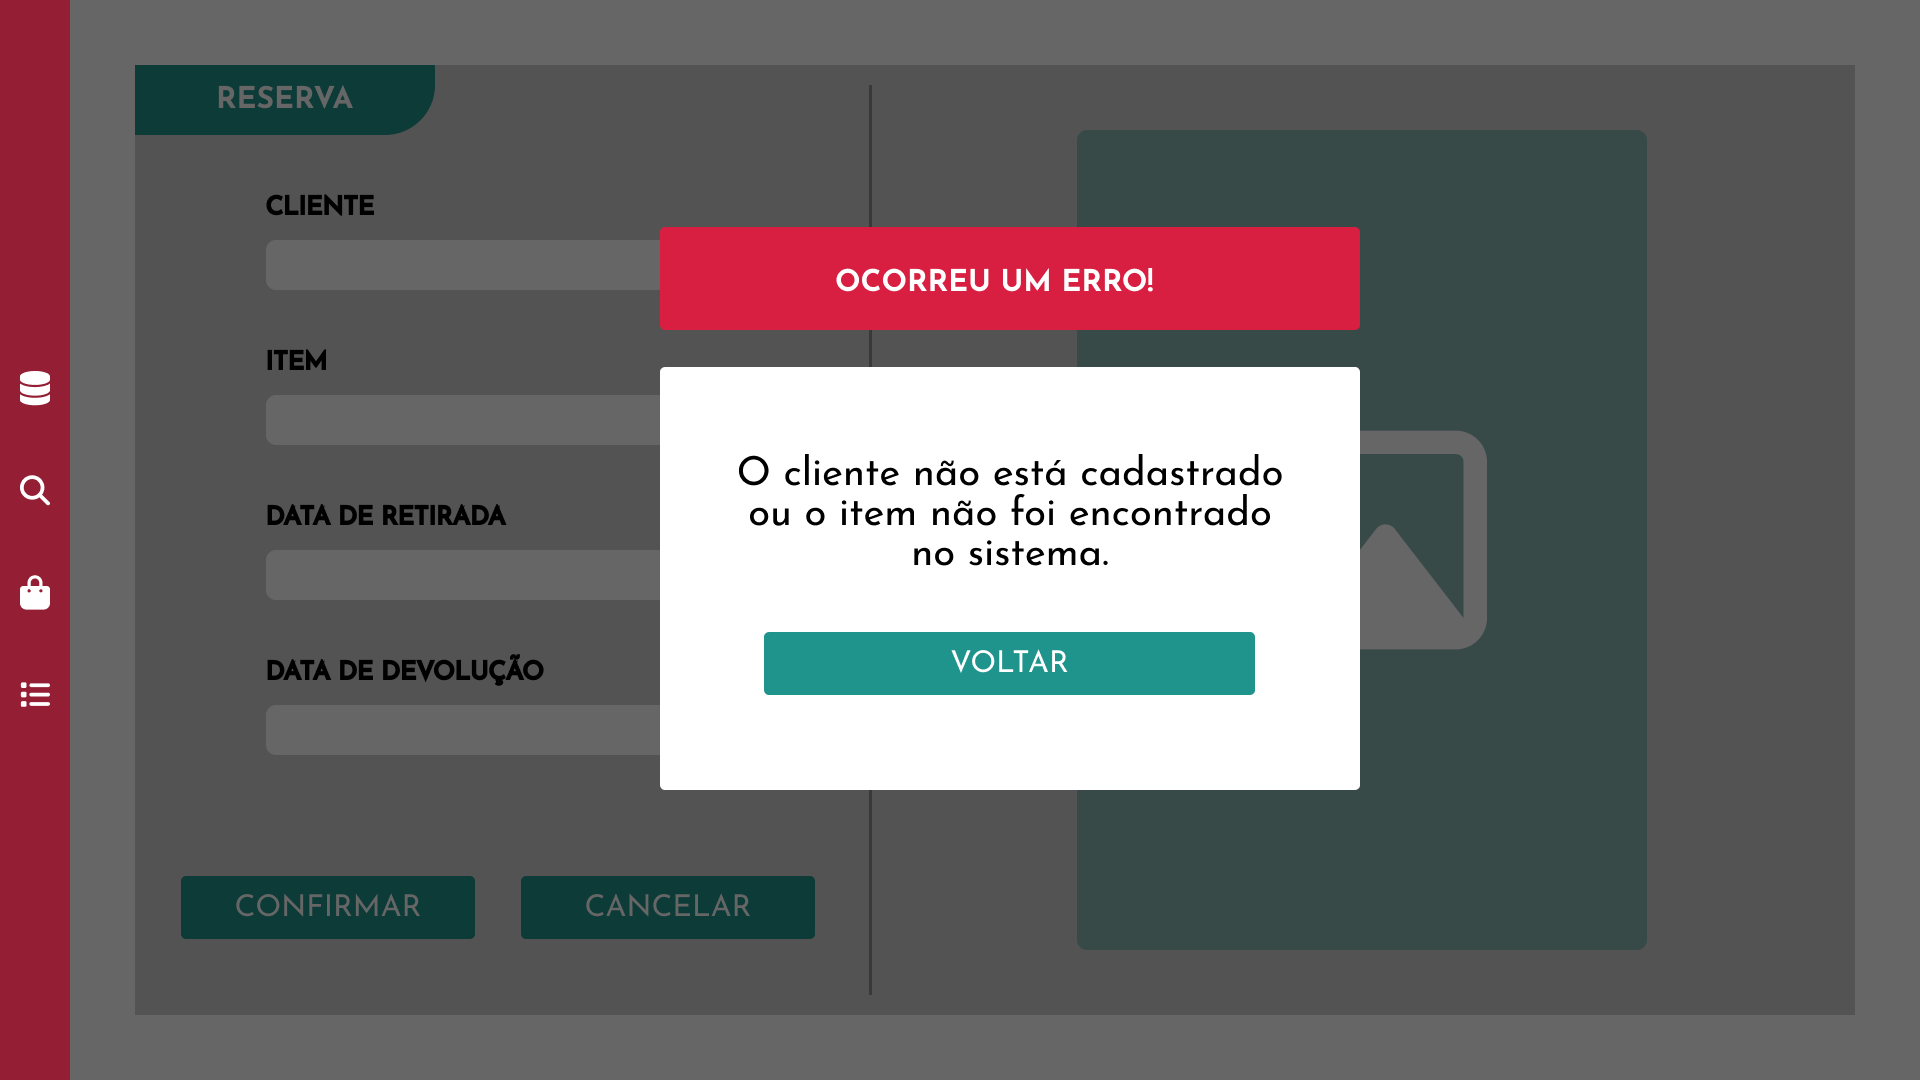 RESERVA
CLIENTE
OCORREU UM ERRO!
ITEM
O cliente não está cadastrado
ou o item não foi encontrado
no sistema.
DATA DE RETIRADA
VOLTAR
DATA DE DEVOLUÇÃO
CONFIRMAR
CANCELAR